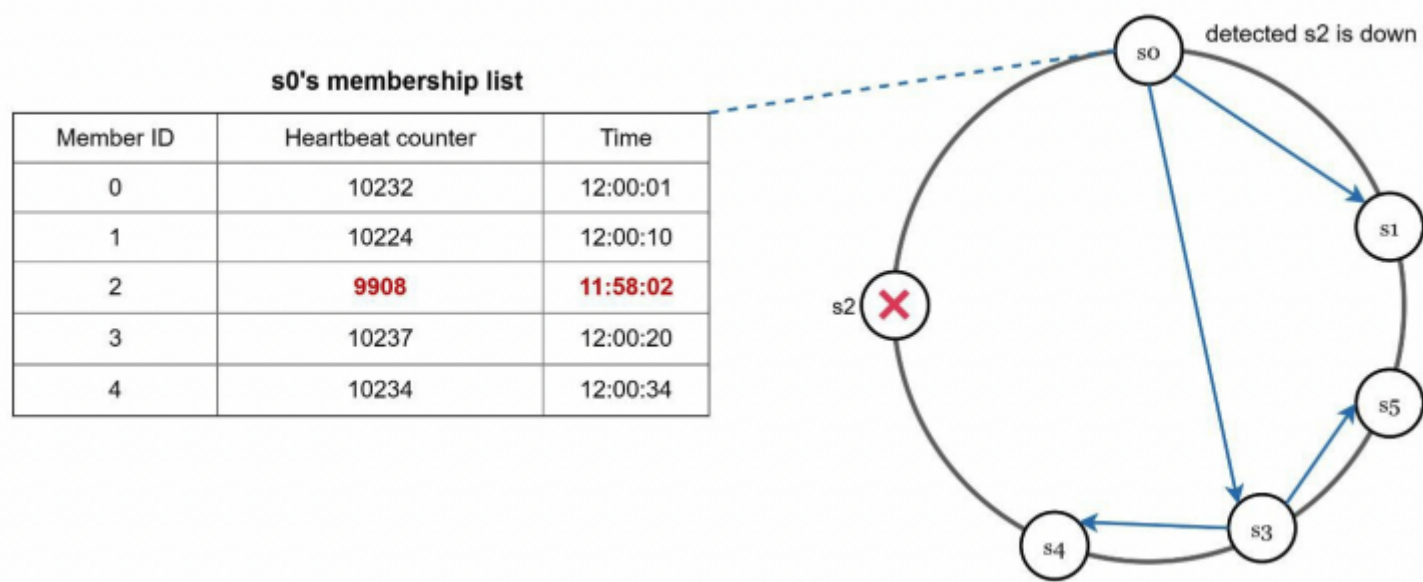 s0's membership list
Member ID Heartbeat counter Time
0 10232 12:00:01
1 10224 12:00:10
2 9908 11:58:02
3 10237 12:00:20
4 10234 12:00:34
s0
detected s2 is down
s1
s2
s5
s3
s4